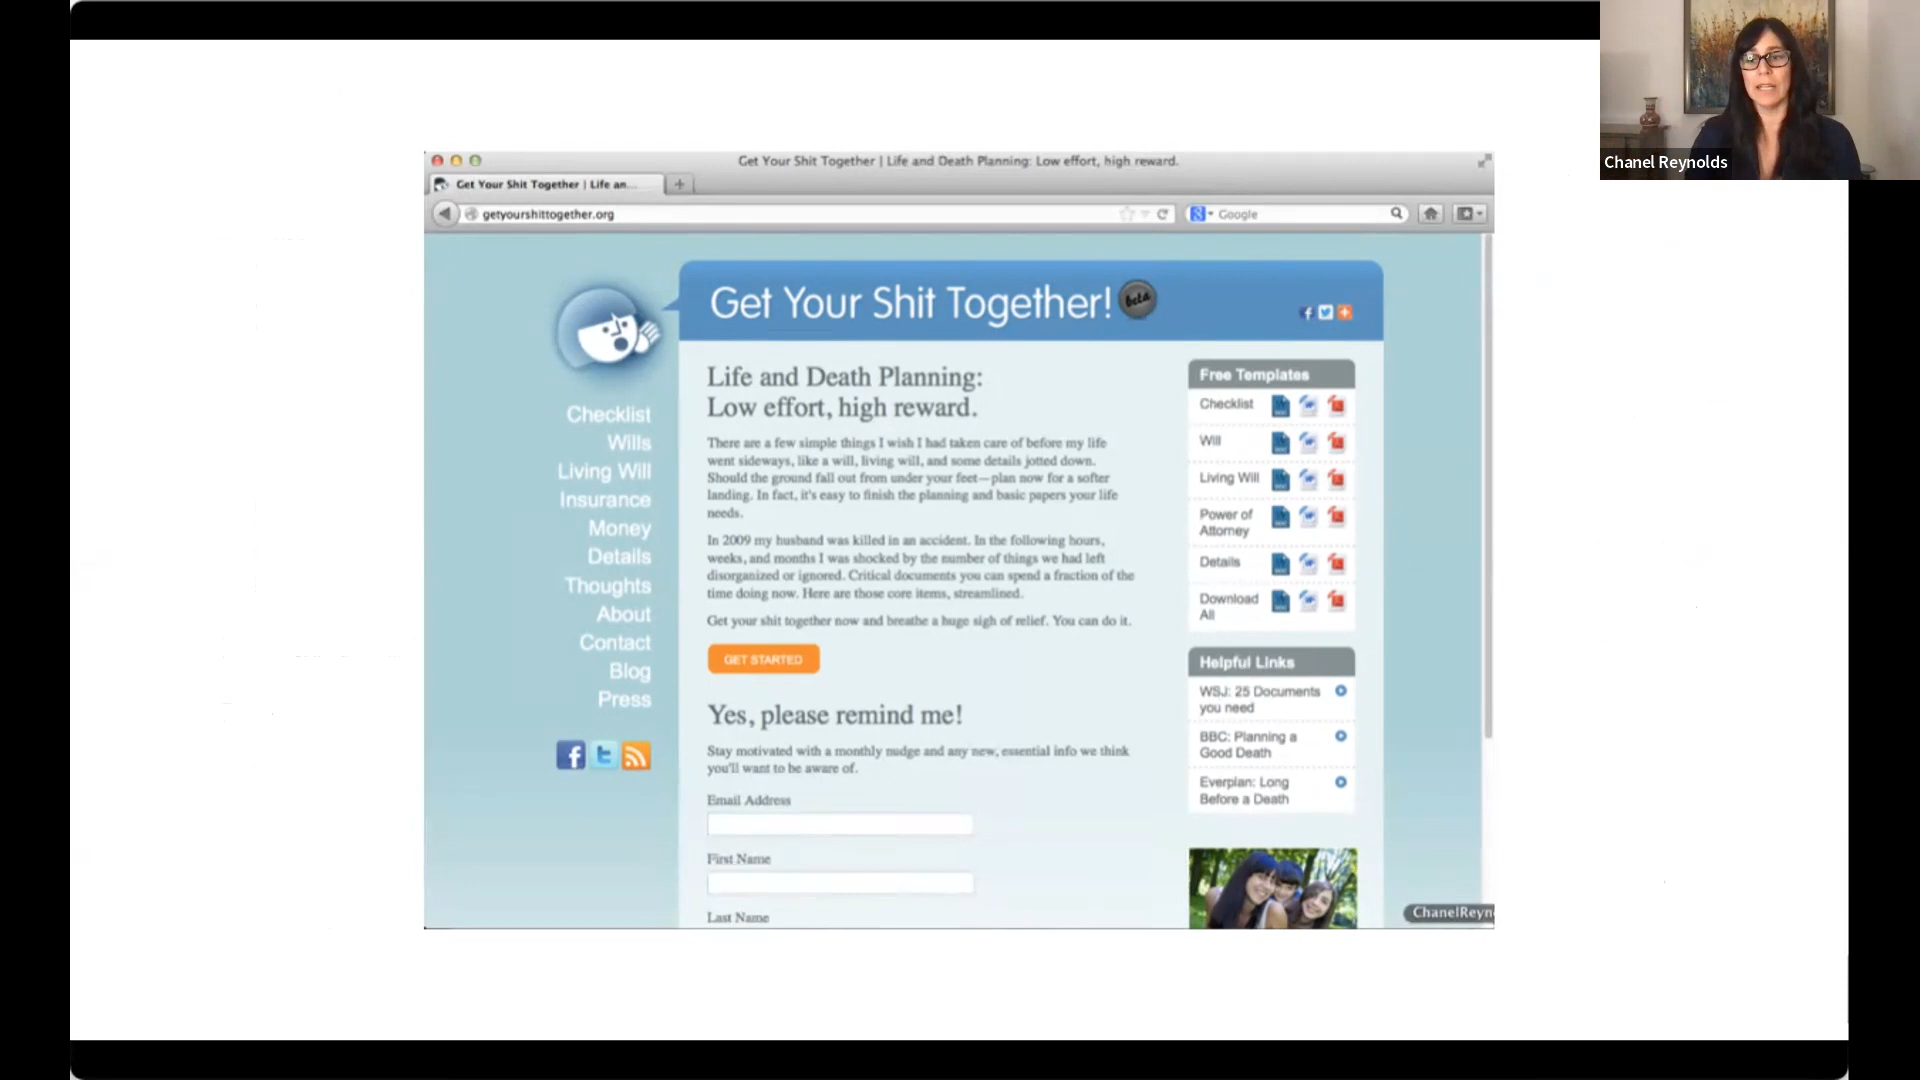 Chanel Reynolds
Get Your Shit Together | Life and Death Planning: Low effort, high reward.
Get Your Shit Together | Life an...
getyourshittogether.org
Google
Get Your Shit Together!
beta
Checklist
Wills
Living Will
Insurance
Money
Details
Thoughts
About
Contact
Blog
Press
Life and Death Planning:
Low effort, high reward.
There are a few simple things I wish I had taken care of before my life
went sideways, like a will, living will, and some details jotted down.
Should the ground fall out from under your feet—plan now for a softer
landing. In fact, it's easy to finish the planning and basic papers your life
needs.
In 2009 my husband was killed in an accident. In the following hours,
weeks, and months I was shocked by the number of things we had left
disorganized or ignored. Critical documents you can spend a fraction of the
time doing now. Here are those core items, streamlined.
Get your shit together now and breathe a huge sigh of relief. You can do it.
GET STARTED
Yes, please remind me!
Stay motivated with a monthly nudge and any new, essential info we think
you'll want to be aware of.
Email Address
First Name
Last Name
Free Templates
Checklist
Will
Living Will
Power of
Attorney
Details
Download
All
Helpful Links
WSJ: 25 Documents
you need
BBC: Planning a
Good Death
Everplan: Long
Before a Death
ChanelReyn